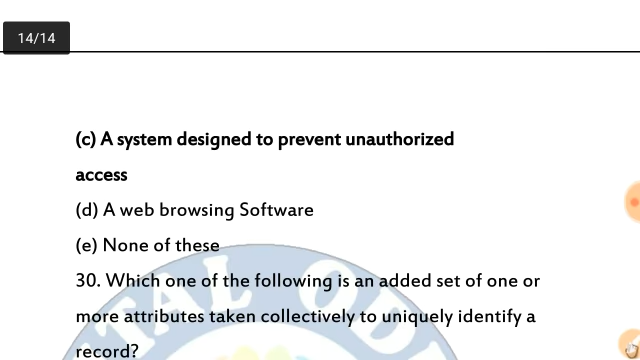 14/14
(c) A system designed to prevent unauthorized
access
(d) A web browsing Software
(e) None of these
30. Which one of the following is an added set of one or
more attributes taken collectively to uniquely identify a
record?